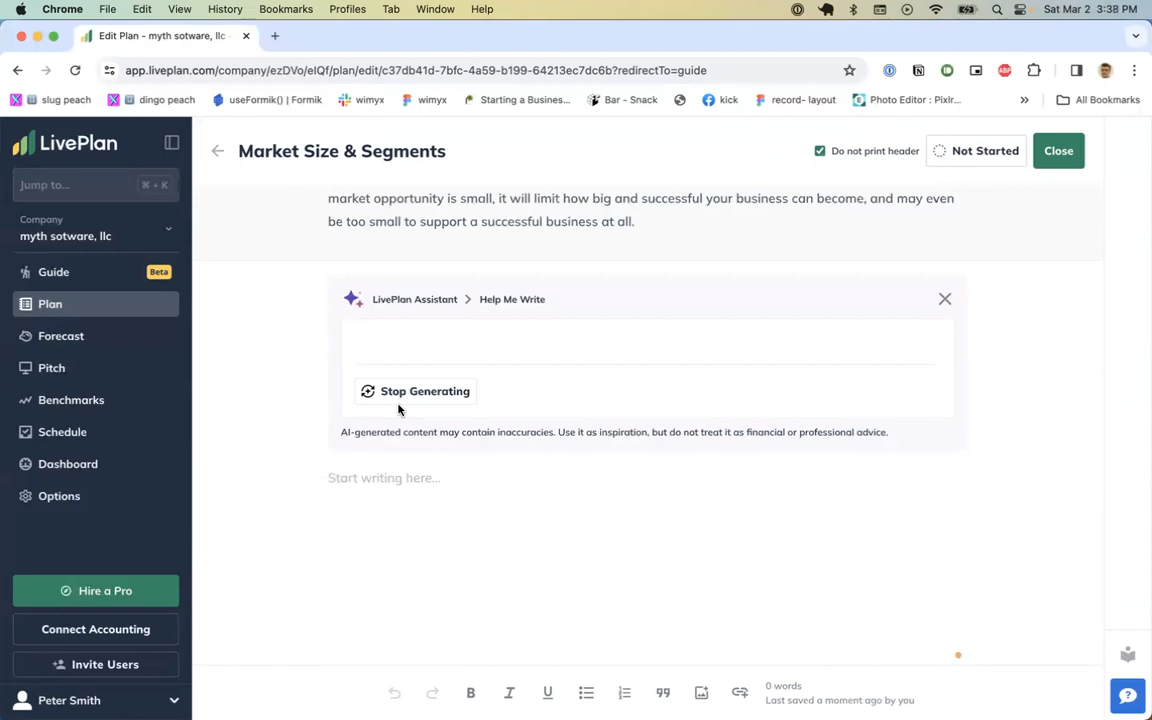 Chrome File Edit View History Bookmarks Profiles Tab Window Help Sat Mar 2 3:38 PM
Edit Plan - myth sotware, llc
app.liveplan.com/company/ezDVo/elQf/plan/edit/c37db41d-7bfc-4a59-b199-64213ec7dc6b?redirectTo=guide
slug peach dingo peach useFormik() | Formik wimyx wimyx Starting a Busines... Bar - Snack kick record- layout Photo Editor : Pixlr... All Bookmarks
LivePlan
Market Size & Segments
Do not print header
Not Started
Close
Jump to...
⌘ + K
Company
myth sotware, llc
Guide
Beta
Plan
Forecast
Pitch
Benchmarks
Schedule
Dashboard
Options
Hire a Pro
Connect Accounting
Invite Users
Peter Smith
market opportunity is small, it will limit how big and successful your business can become, and may even
be too small to support a successful business at all.
LivePlan Assistant > Help Me Write
Stop Generating
AI-generated content may contain inaccuracies. Use it as inspiration, but do not treat it as financial or professional advice.
Start writing here...
B I U
0 words
Last saved a moment ago by you